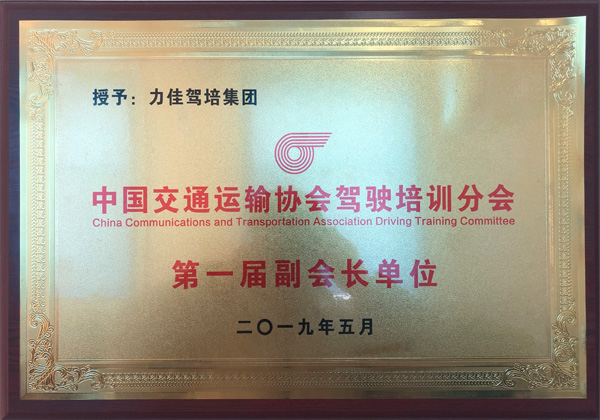 授予：力佳驾培集团
中国交通运输协会驾驶培训分会
China Communications and Transportation Association Driving Training Committee
第一届副会长单位
二〇一九年五月